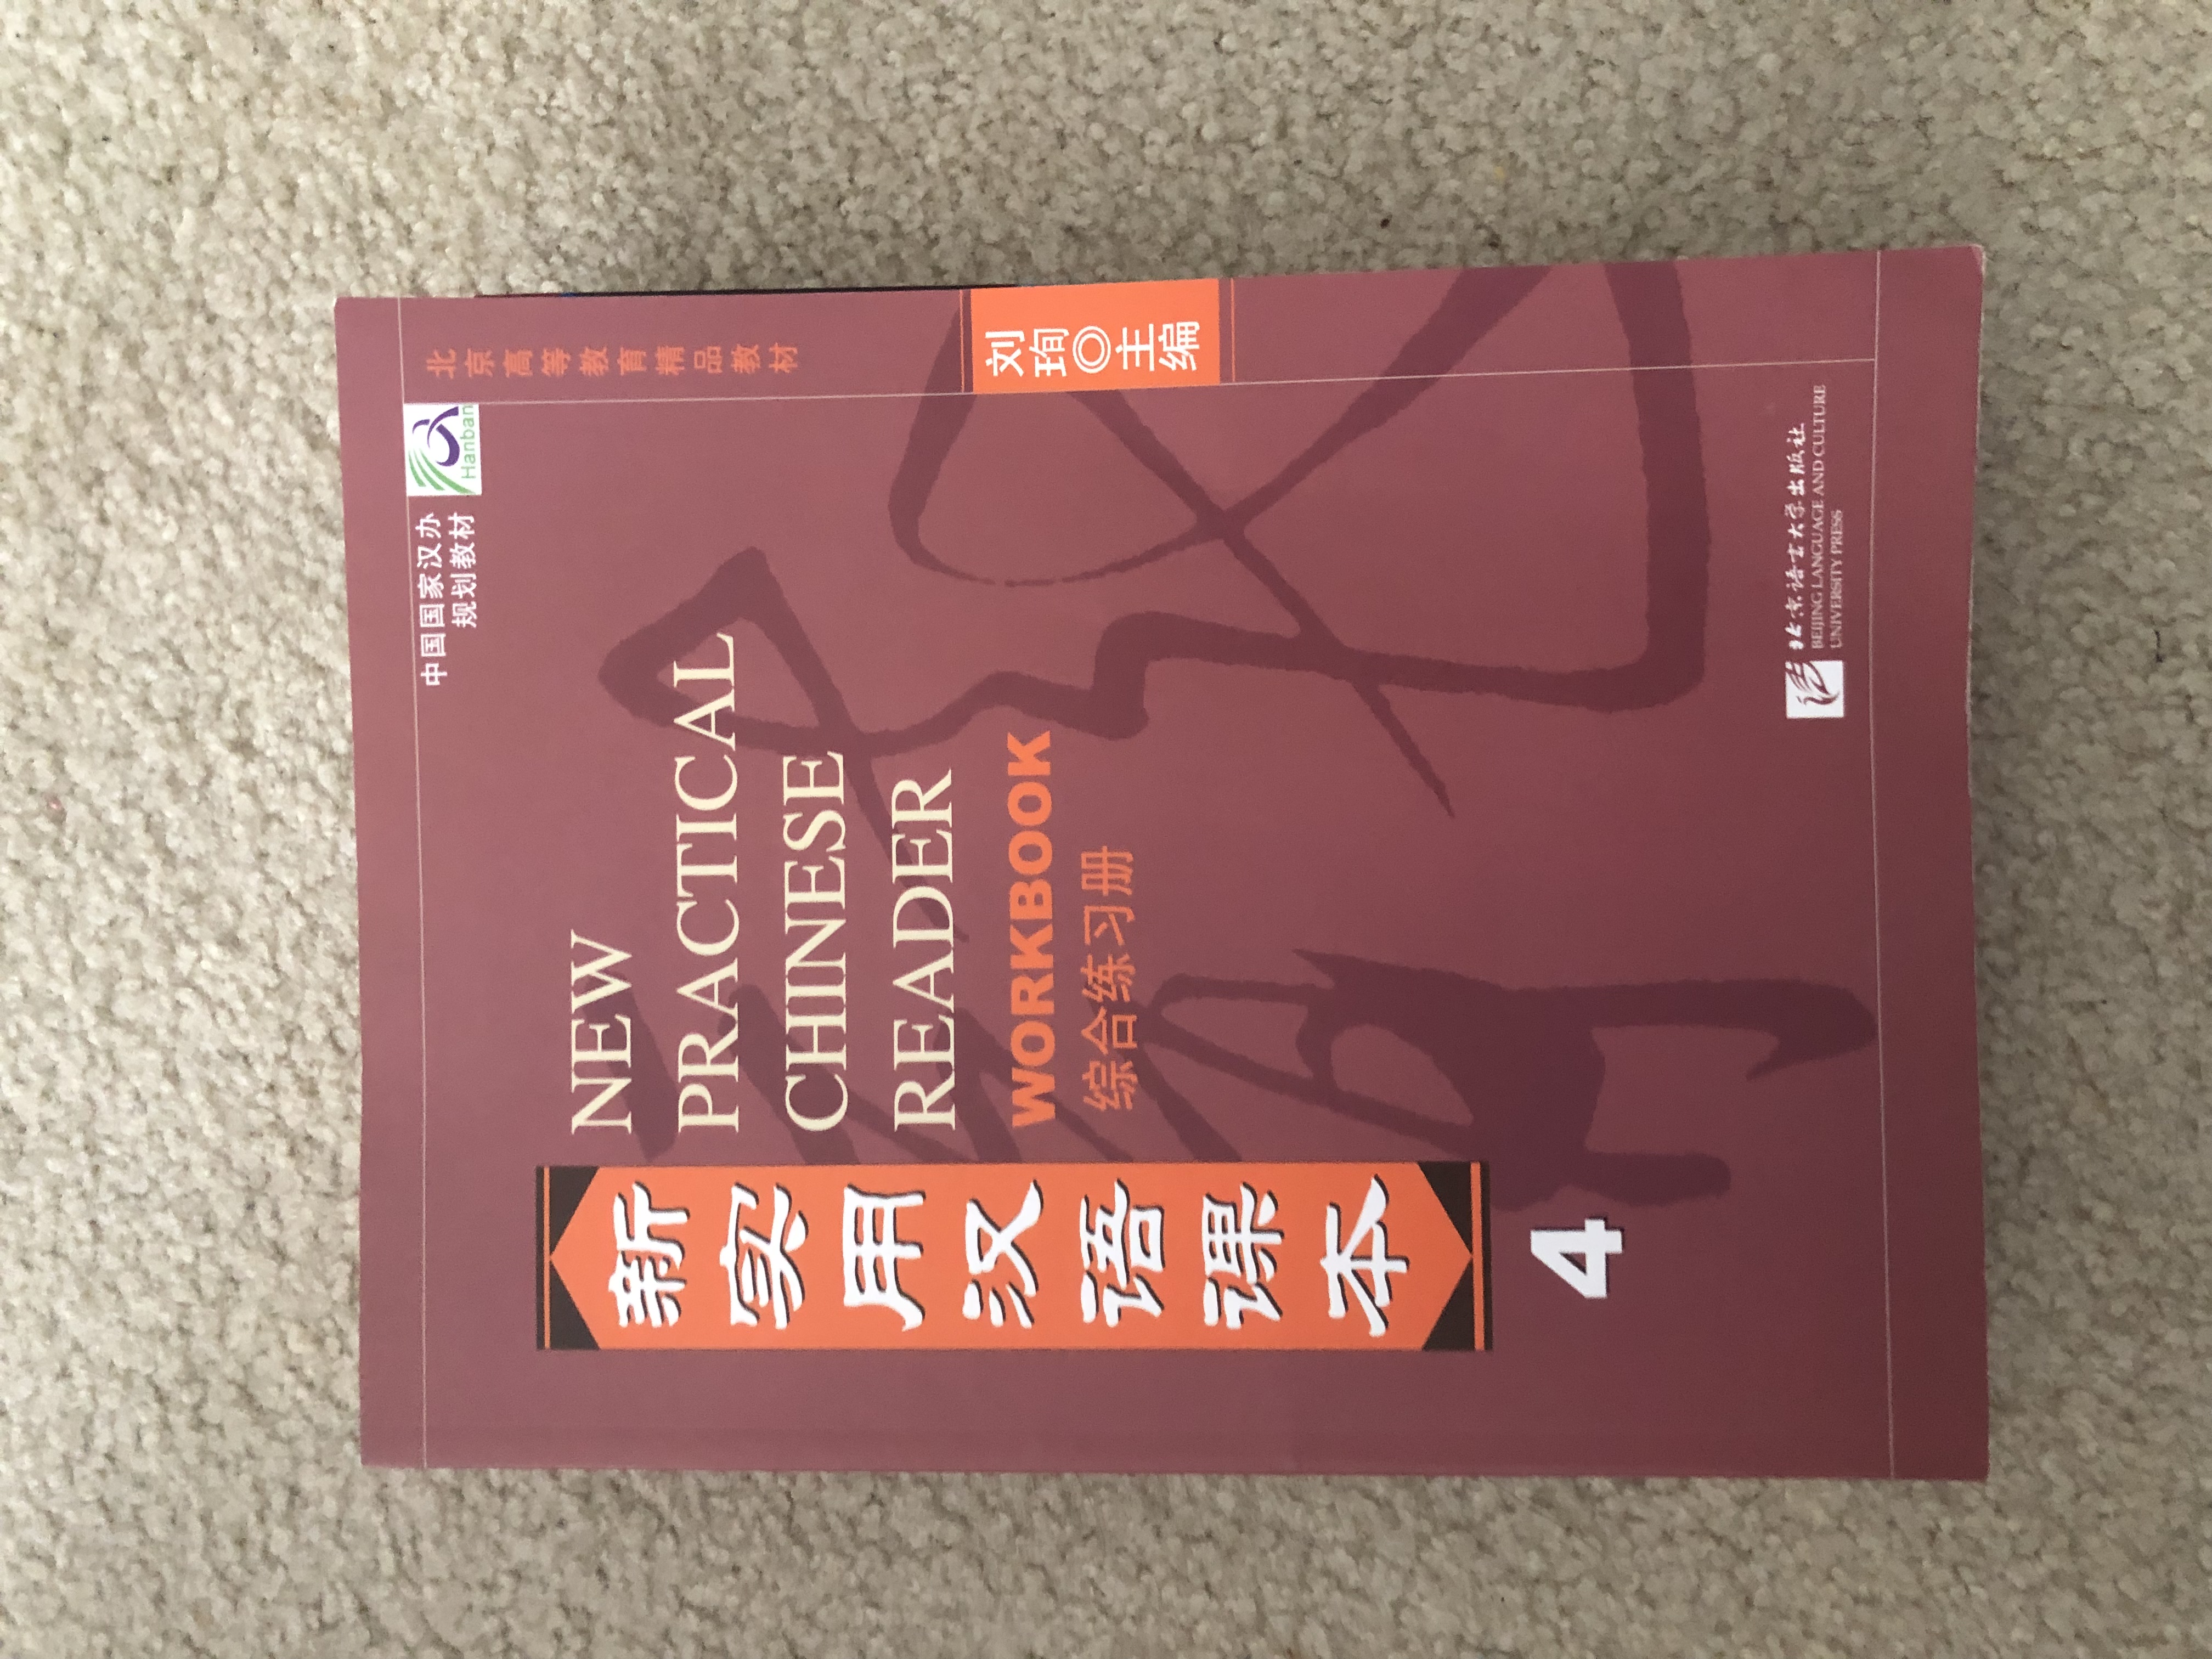 中国国家汉办
规划教材
Hanban
北京高等教育精品教材
NEW
PRACTICAL
CHINESE
READER
WORKBOOK
综合练习册
新实用汉语课本
4
刘珣◎主编
北京语言大学出版社
BEIJING LANGUAGE AND CULTURE
UNIVERSITY PRESS